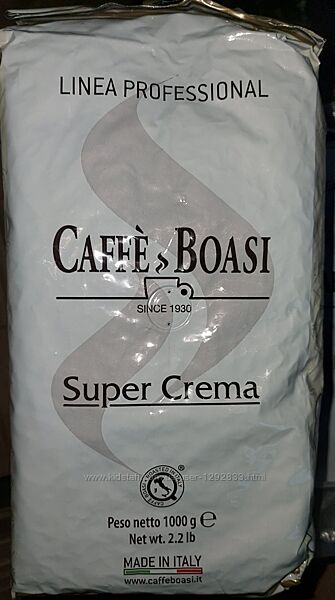 LINEA PROFESSIONAL
CAFFÈ BOASI
SINCE 1930
Super Crema
Peso netto 1000 g ℮
Net wt. 2.2 lb
MADE IN ITALY
www.caffeboasi.it